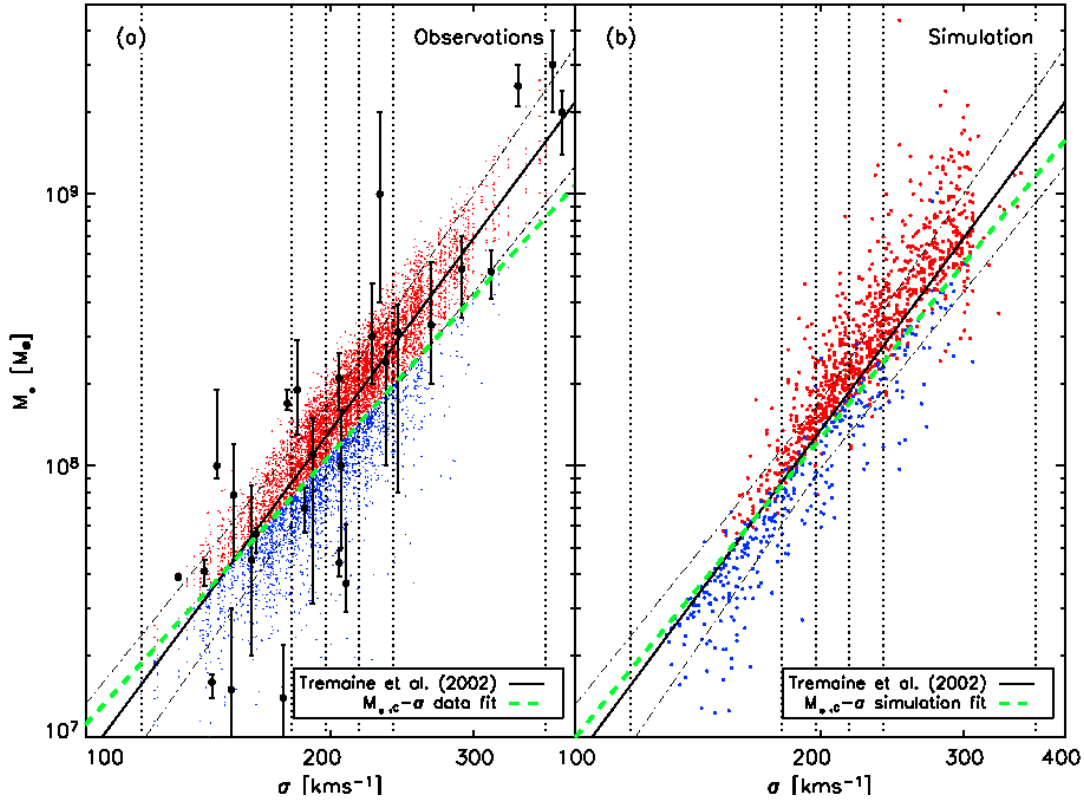 (a) Observations
(b) Simulation
10⁹
10⁸
10⁷
M• [M⊙]
Tremaine et al. (2002)
M•,c-σ data fit
Tremaine et al. (2002)
M•,c-σ simulation fit
100 200 300 100 200 300 400
σ [kms⁻¹] σ [kms⁻¹]